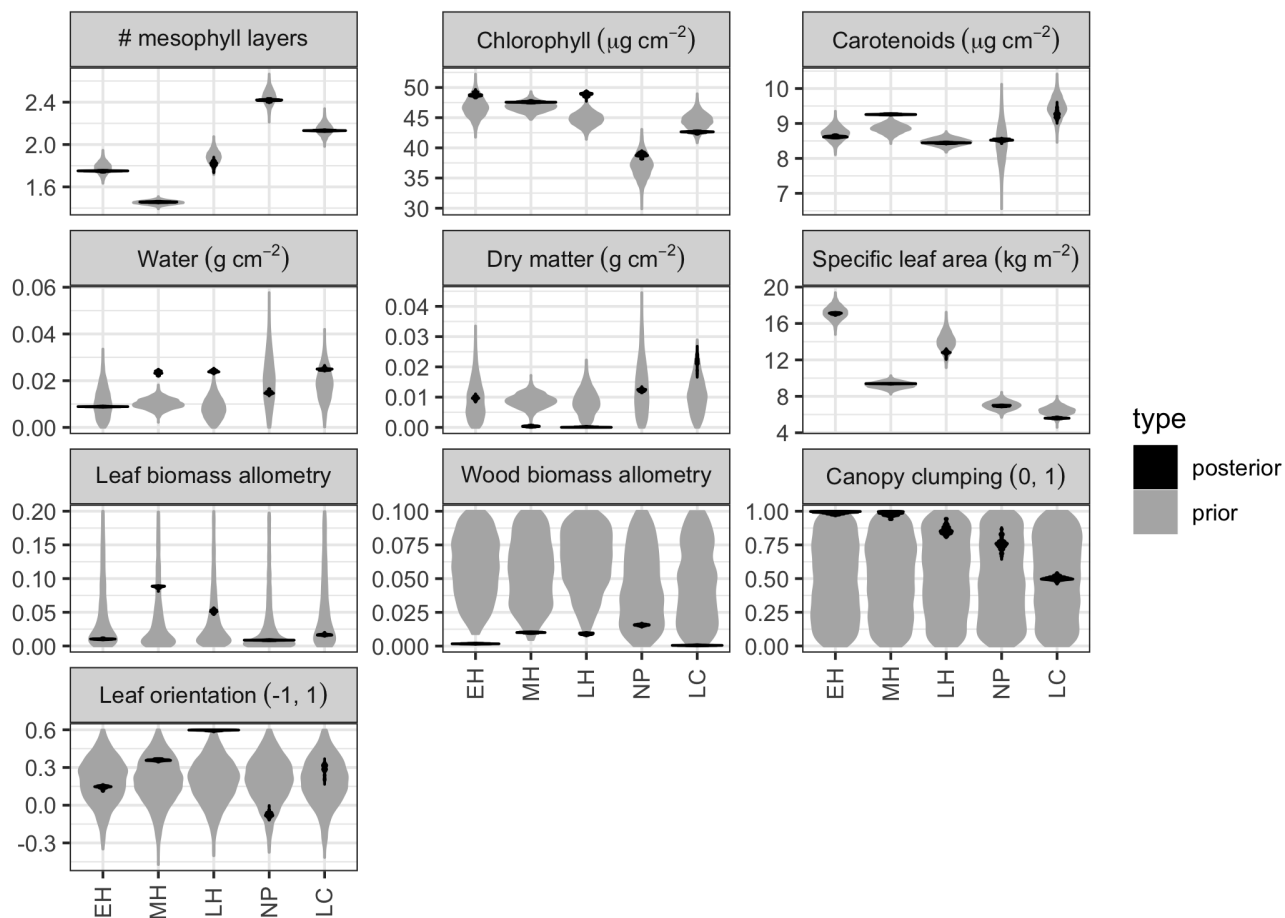 # mesophyll layers
Chlorophyll (μg cm−2)
Carotenoids (μg cm−2)
2.4
2.0
1.6
50
45
40
35
30
10
9
8
7
Water (g cm−2)
Dry matter (g cm−2)
Specific leaf area (kg m−2)
0.06
0.04
0.02
0.00
0.04
0.03
0.02
0.01
0.00
20
16
12
8
4
type
posterior
prior
Leaf biomass allometry
Wood biomass allometry
Canopy clumping (0, 1)
0.20
0.15
0.10
0.05
0.00
0.100
0.075
0.050
0.025
0.000
1.00
0.75
0.50
0.25
0.00
EH MH LH NP LC
EH MH LH NP LC
Leaf orientation (-1, 1)
0.6
0.3
0.0
-0.3
EH MH LH NP LC